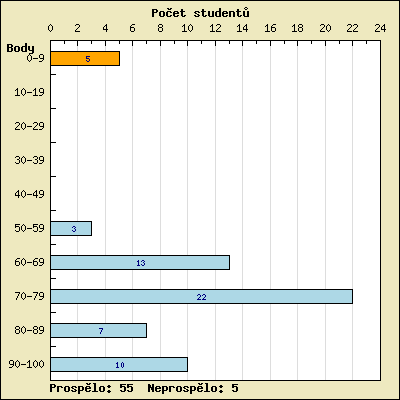 Počet studentů
0 2 4 6 8 10 12 14 16 18 20 22 24
Body
0-9 5
10-19
20-29
30-39
40-49
50-59 3
60-69 13
70-79 22
80-89 7
90-100 10
Prospělo: 55 Neprospělo: 5